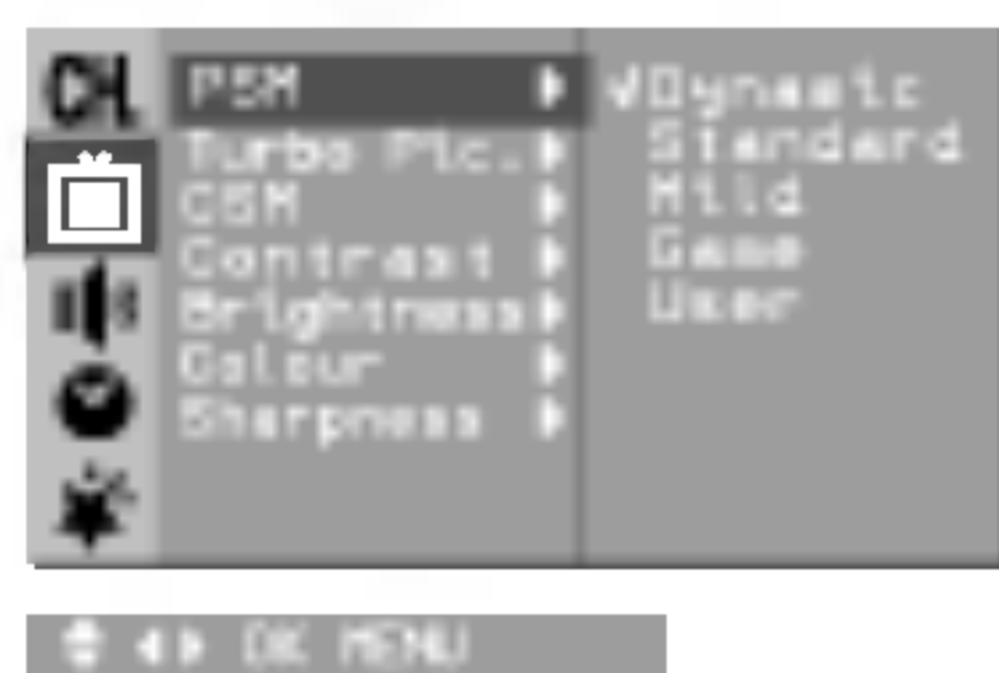 CH.
PSM √Dynamic
Turbo Pic. Standard
CSM Mild
Contrast Game
Brightness User
Colour
Sharpness
OK MENU